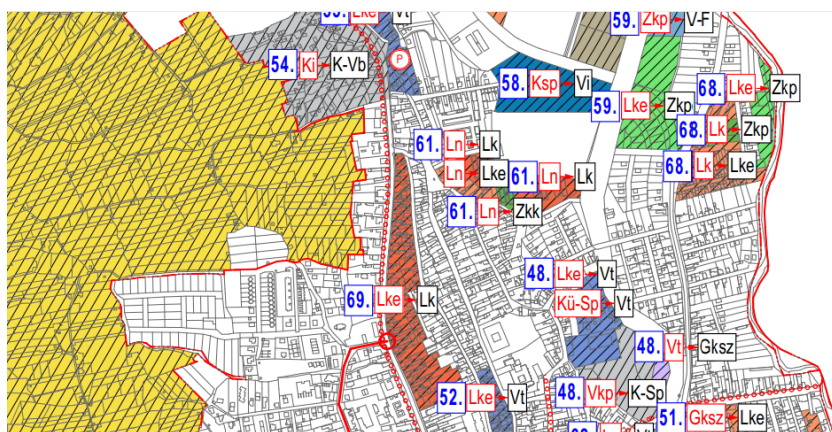 59. Zkp V-F
Lke Vt
54. Ki K-Vb
P
58. Ksp Vi
68. Lke Zkp
59. Lke Zkp
68. Lk Zkp
61. Ln Lk
68. Lk Lke
Ln Lke
61. Ln Lk
61. Ln Zkk
48. Lke Vt
69. Lke Lk
Kü-Sp Vt
48. Vt Gksz
52. Lke Vt
48. Vkp K-Sp
51. Gksz Lke